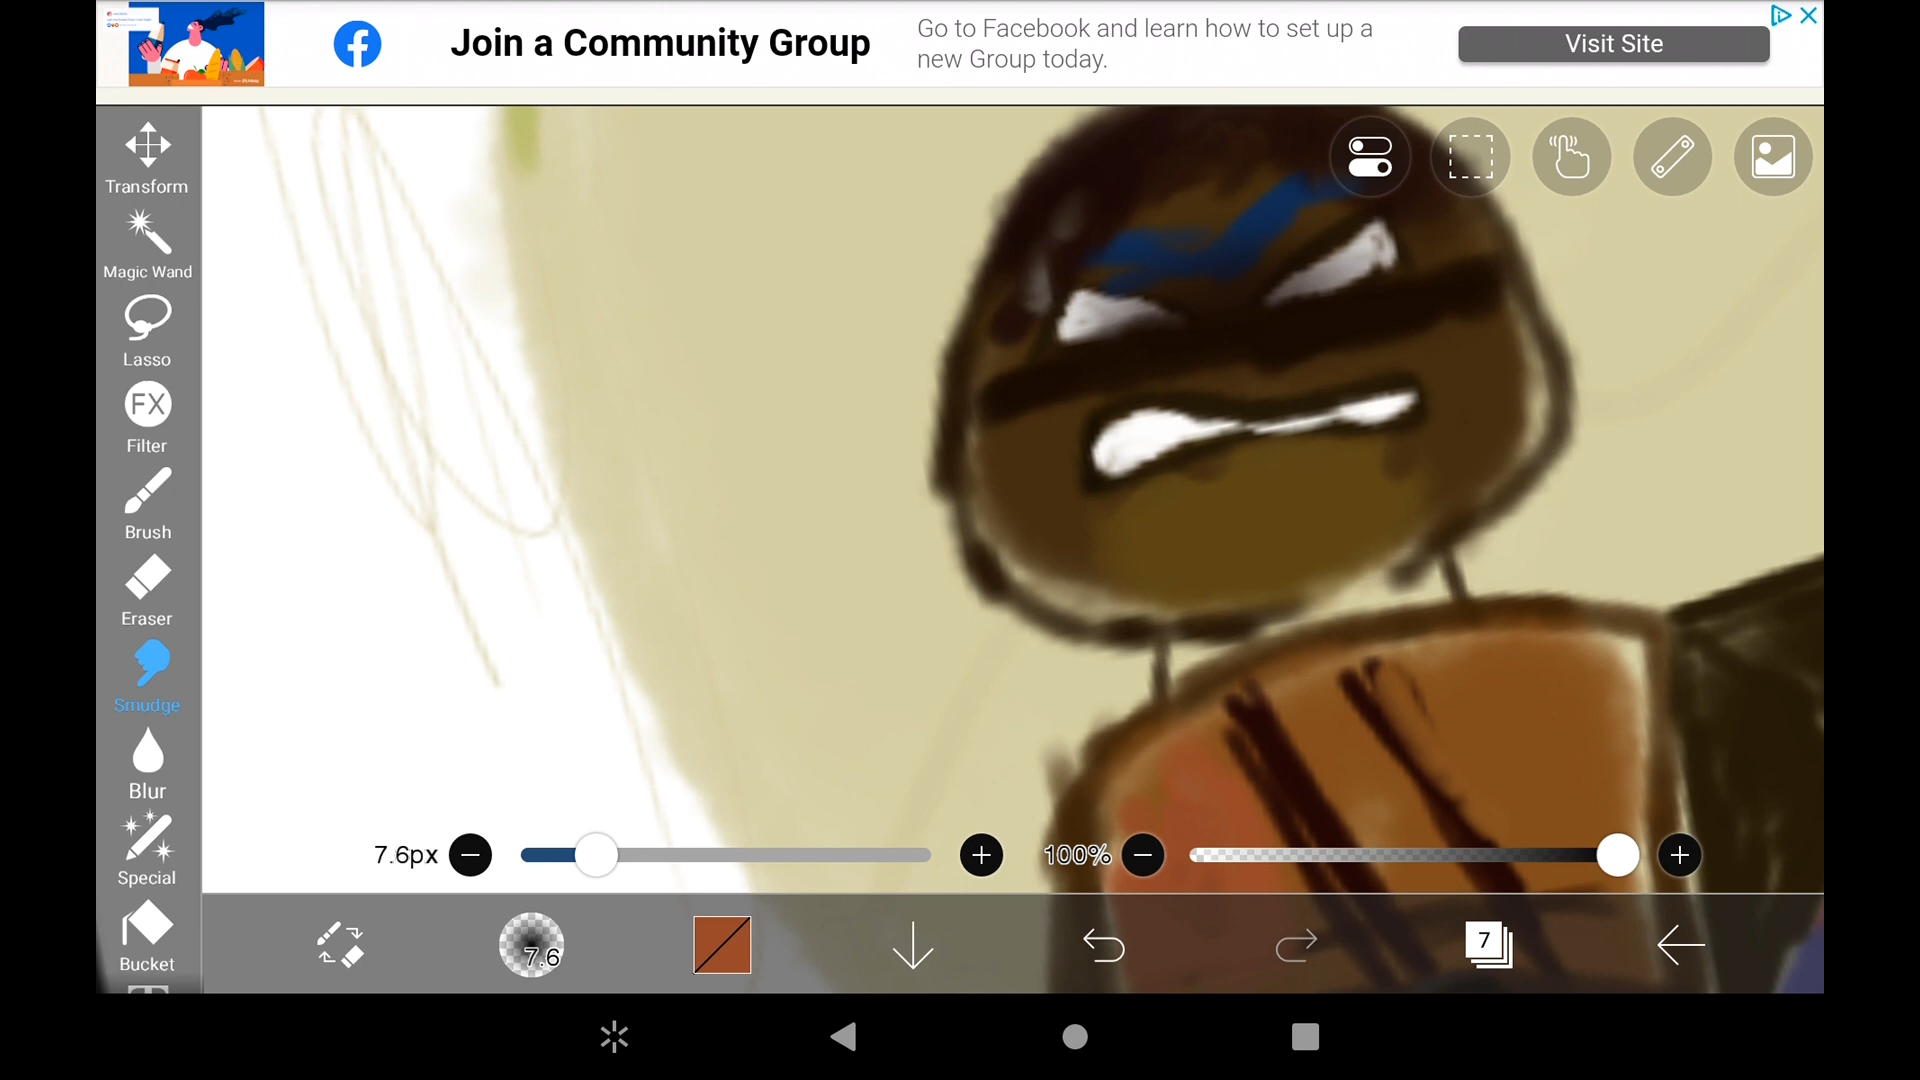 Join a Community Group
Go to Facebook and learn how to set up a
new Group today.
Visit Site
Transform
Magic Wand
Lasso
FX
Filter
Brush
Eraser
Smudge
Blur
Special
Bucket
7.6px
100%
7.6
7